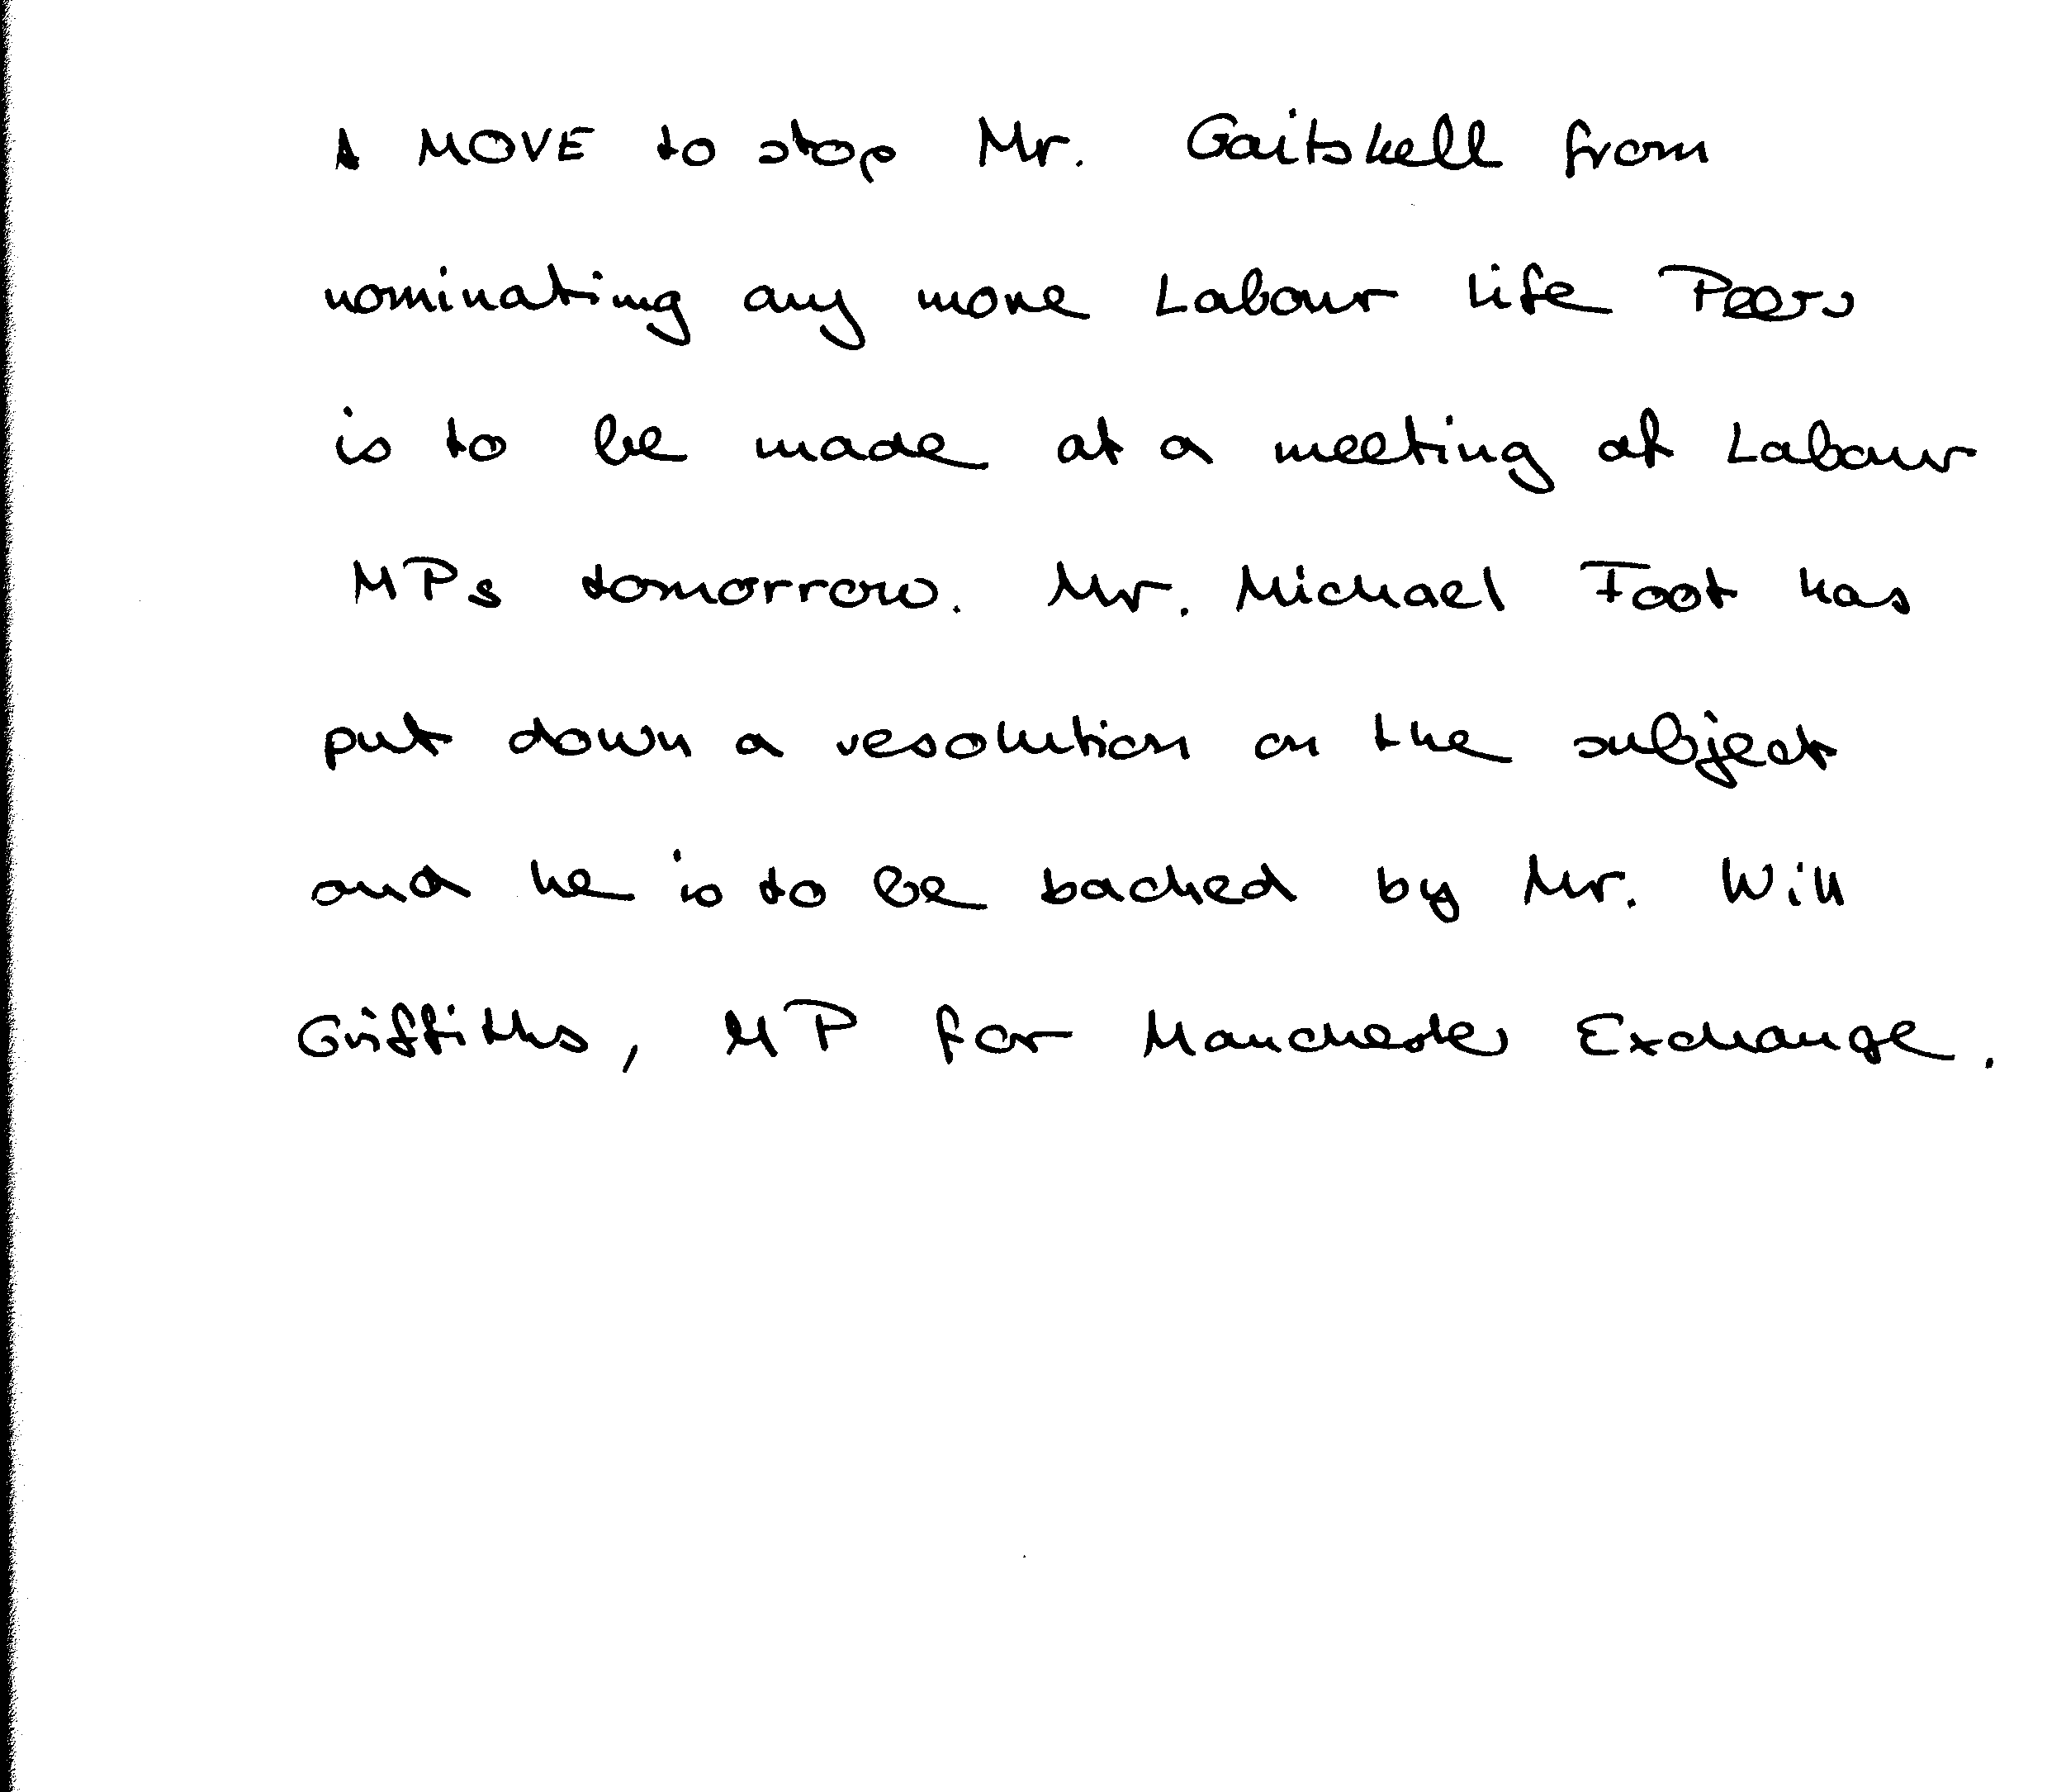 A MOVE to stop Mr. Gaitskell from
nominating any more Labour life Peers
is to be made at a meeting of Labour
MPs tomorrow. Mr. Michael Foot has
put down a resolution on the subject
and he is to be backed by Mr. Will
Griffiths, MP for Manchester Exchange.